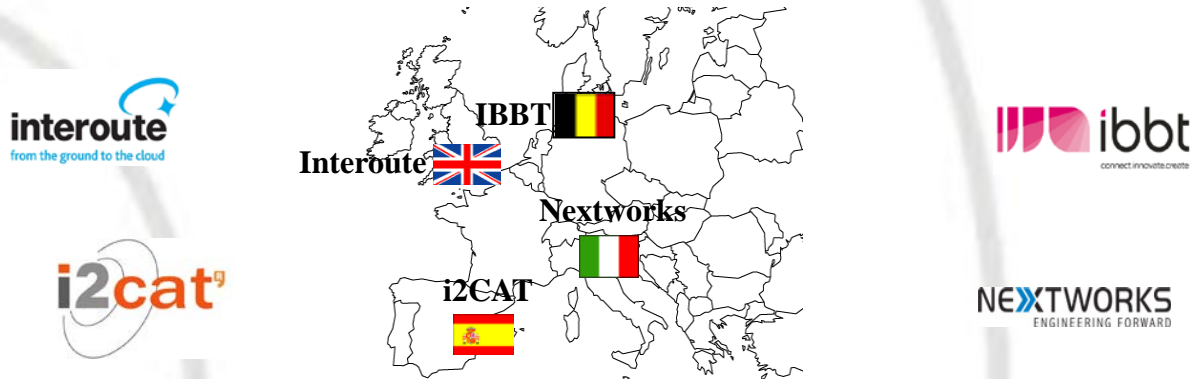 interoute
from the ground to the cloud
i2cat
IBBT
Interoute
Nextworks
i2CAT
ibbt
connect.innovate.create
NEXTWORKS
ENGINEERING FORWARD